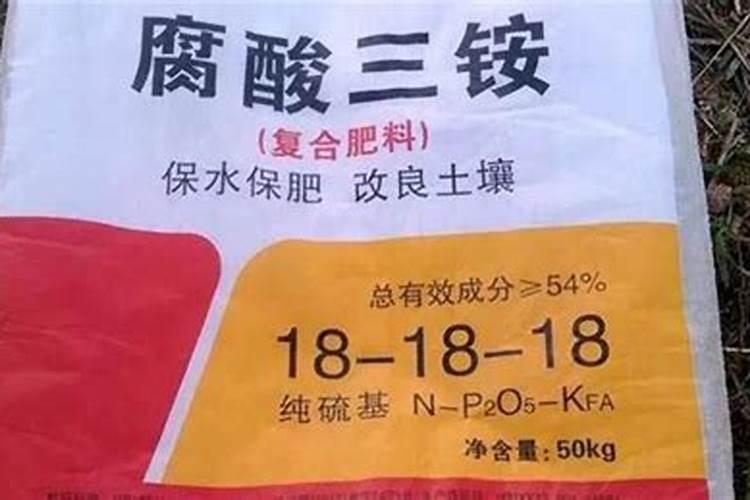 腐酸三铵
(复合肥料)
保水保肥 改良土壤
总有效成分≥54%
18-18-18
纯硫基 N-P₂O₅-KFA
净含量:50kg